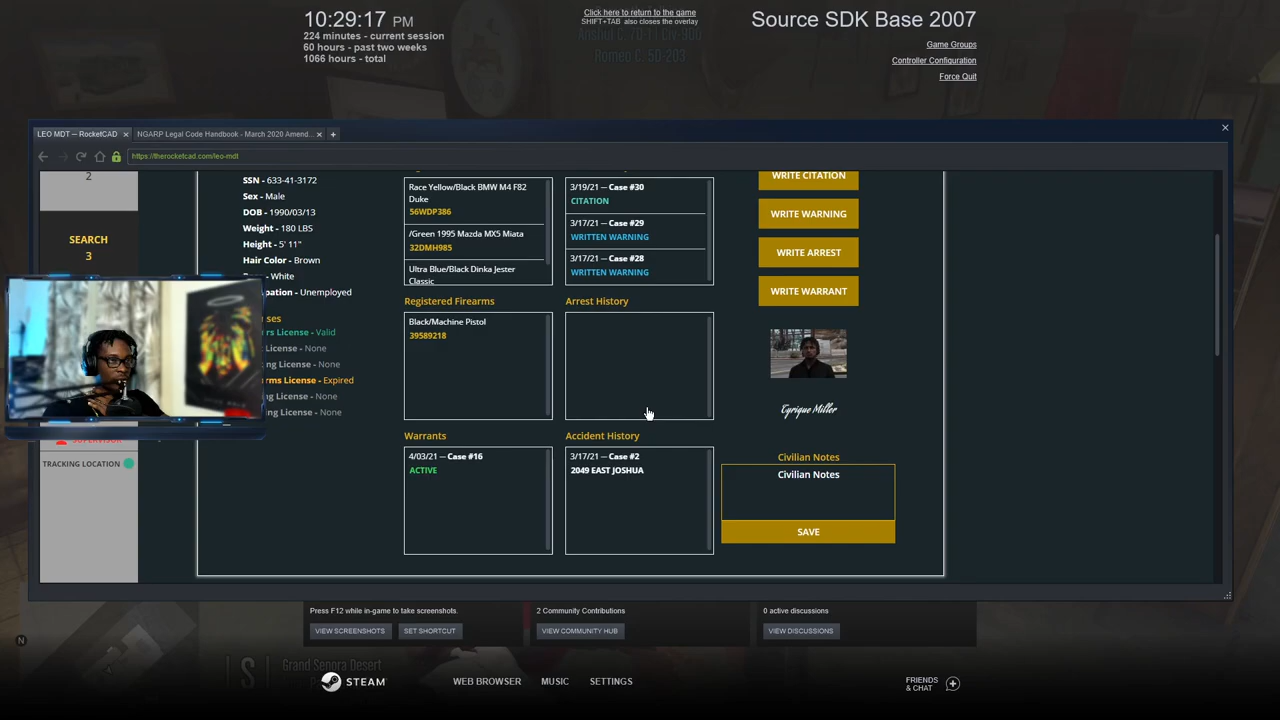 10:29:17 PM
224 minutes - current session
60 hours - past two weeks
1066 hours - total
Click here to return to the game
SHIFT+TAB also closes the overlay
Romeo C. 5D-203
Source SDK Base 2007
Game Groups
Controller Configuration
Force Quit
LEO MDT — RocketCAD
NGARP Legal Code Handbook - March 2020 Amend...
https://therocketcad.com/leo-mdt
2
SEARCH
3
SUPERVISOR
TRACKING LOCATION
SSN - 633-41-3172
Sex - Male
DOB - 1990/03/13
Weight - 180 LBS
Height - 5' 11"
Hair Color - Brown
- White
pation - Unemployed
ses
rs License - Valid
License - None
ng License - None
rms License - Expired
ng License - None
ing License - None
Race Yellow/Black BMW M4 F82
Duke
56WDP386
/Green 1995 Mazda MX5 Miata
32DMH985
Ultra Blue/Black Dinka Jester
Classic
3/19/21 — Case #30
CITATION
3/17/21 — Case #29
WRITTEN WARNING
3/17/21 — Case #28
WRITTEN WARNING
Registered Firearms
Black/Machine Pistol
39589218
Arrest History
Warrants
4/03/21 — Case #16
ACTIVE
Accident History
3/17/21 — Case #2
2049 EAST JOSHUA
WRITE CITATION
WRITE WARNING
WRITE ARREST
WRITE WARRANT
Eyrique Miller
Civilian Notes
Civilian Notes
SAVE
Press F12 while in-game to take screenshots.
VIEW SCREENSHOTS
SET SHORTCUT
2 Community Contributions
VIEW COMMUNITY HUB
0 active discussions
VIEW DISCUSSIONS
N
S
Grand Senora Desert
STEAM
WEB BROWSER
MUSIC
SETTINGS
FRIENDS
& CHAT